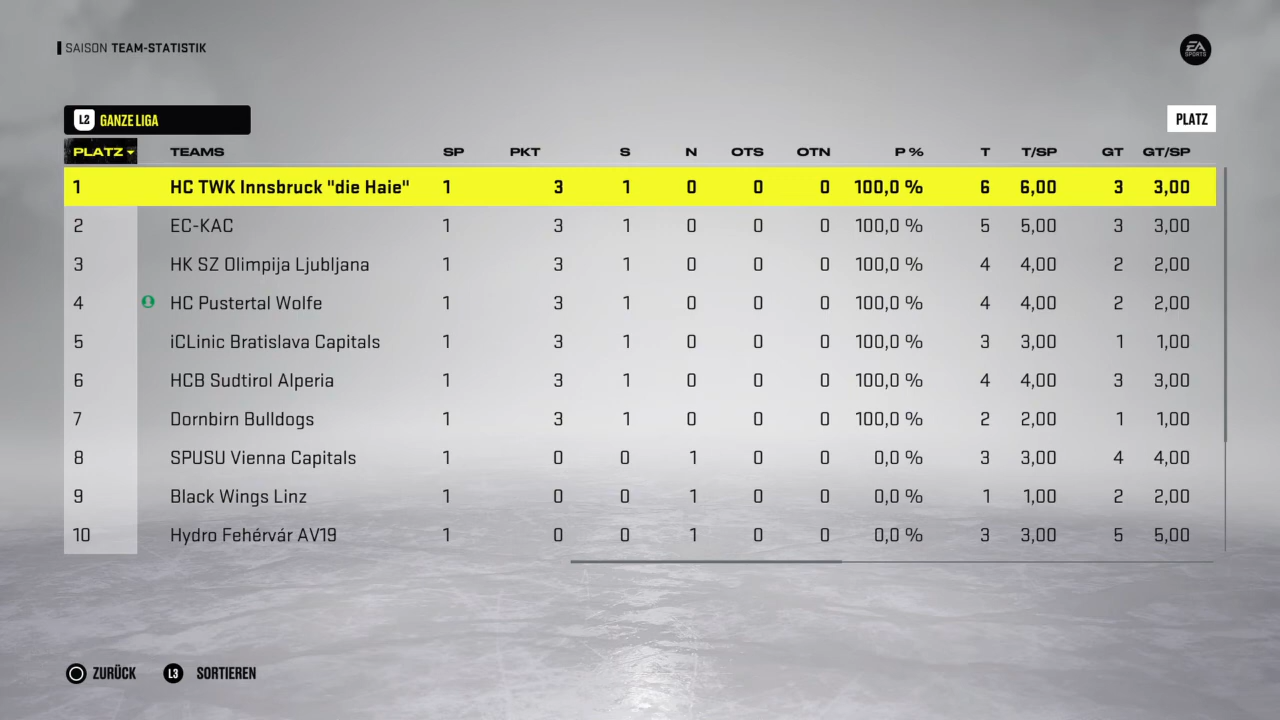 SAISON TEAM-STATISTIK
EA SPORTS
L2 GANZE LIGA
PLATZ
PLATZ TEAMS SP PKT S N OTS OTN P % T T/SP GT GT/SP
1 HC TWK Innsbruck "die Haie" 1 3 1 0 0 0 100,0 % 6 6,00 3 3,00
2 EC-KAC 1 3 1 0 0 0 100,0 % 5 5,00 3 3,00
3 HK SZ Olimpija Ljubljana 1 3 1 0 0 0 100,0 % 4 4,00 2 2,00
4 HC Pustertal Wolfe 1 3 1 0 0 0 100,0 % 4 4,00 2 2,00
5 iCLinic Bratislava Capitals 1 3 1 0 0 0 100,0 % 3 3,00 1 1,00
6 HCB Sudtirol Alperia 1 3 1 0 0 0 100,0 % 4 4,00 3 3,00
7 Dornbirn Bulldogs 1 3 1 0 0 0 100,0 % 2 2,00 1 1,00
8 SPUSU Vienna Capitals 1 0 0 1 0 0 0,0 % 3 3,00 4 4,00
9 Black Wings Linz 1 0 0 1 0 0 0,0 % 1 1,00 2 2,00
10 Hydro Fehérvár AV19 1 0 0 1 0 0 0,0 % 3 3,00 5 5,00
ZURÜCK L3 SORTIEREN